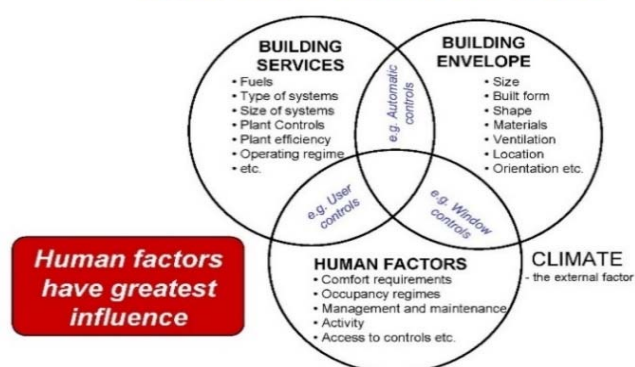 BUILDING
SERVICES
• Fuels
• Type of systems
• Size of systems
• Plant Controls
• Plant efficiency
• Operating regime
• etc.
e.g. Automatic
controls
BUILDING
ENVELOPE
• Size
• Built form
• Shape
• Materials
• Ventilation
• Location
• Orientation etc.
e.g. User
controls
e.g. Window
controls
HUMAN FACTORS
• Comfort requirements
• Occupancy regimes
• Management and maintenance
• Activity
• Access to controls etc.
CLIMATE
- the external factor
Human factors
have greatest
influence